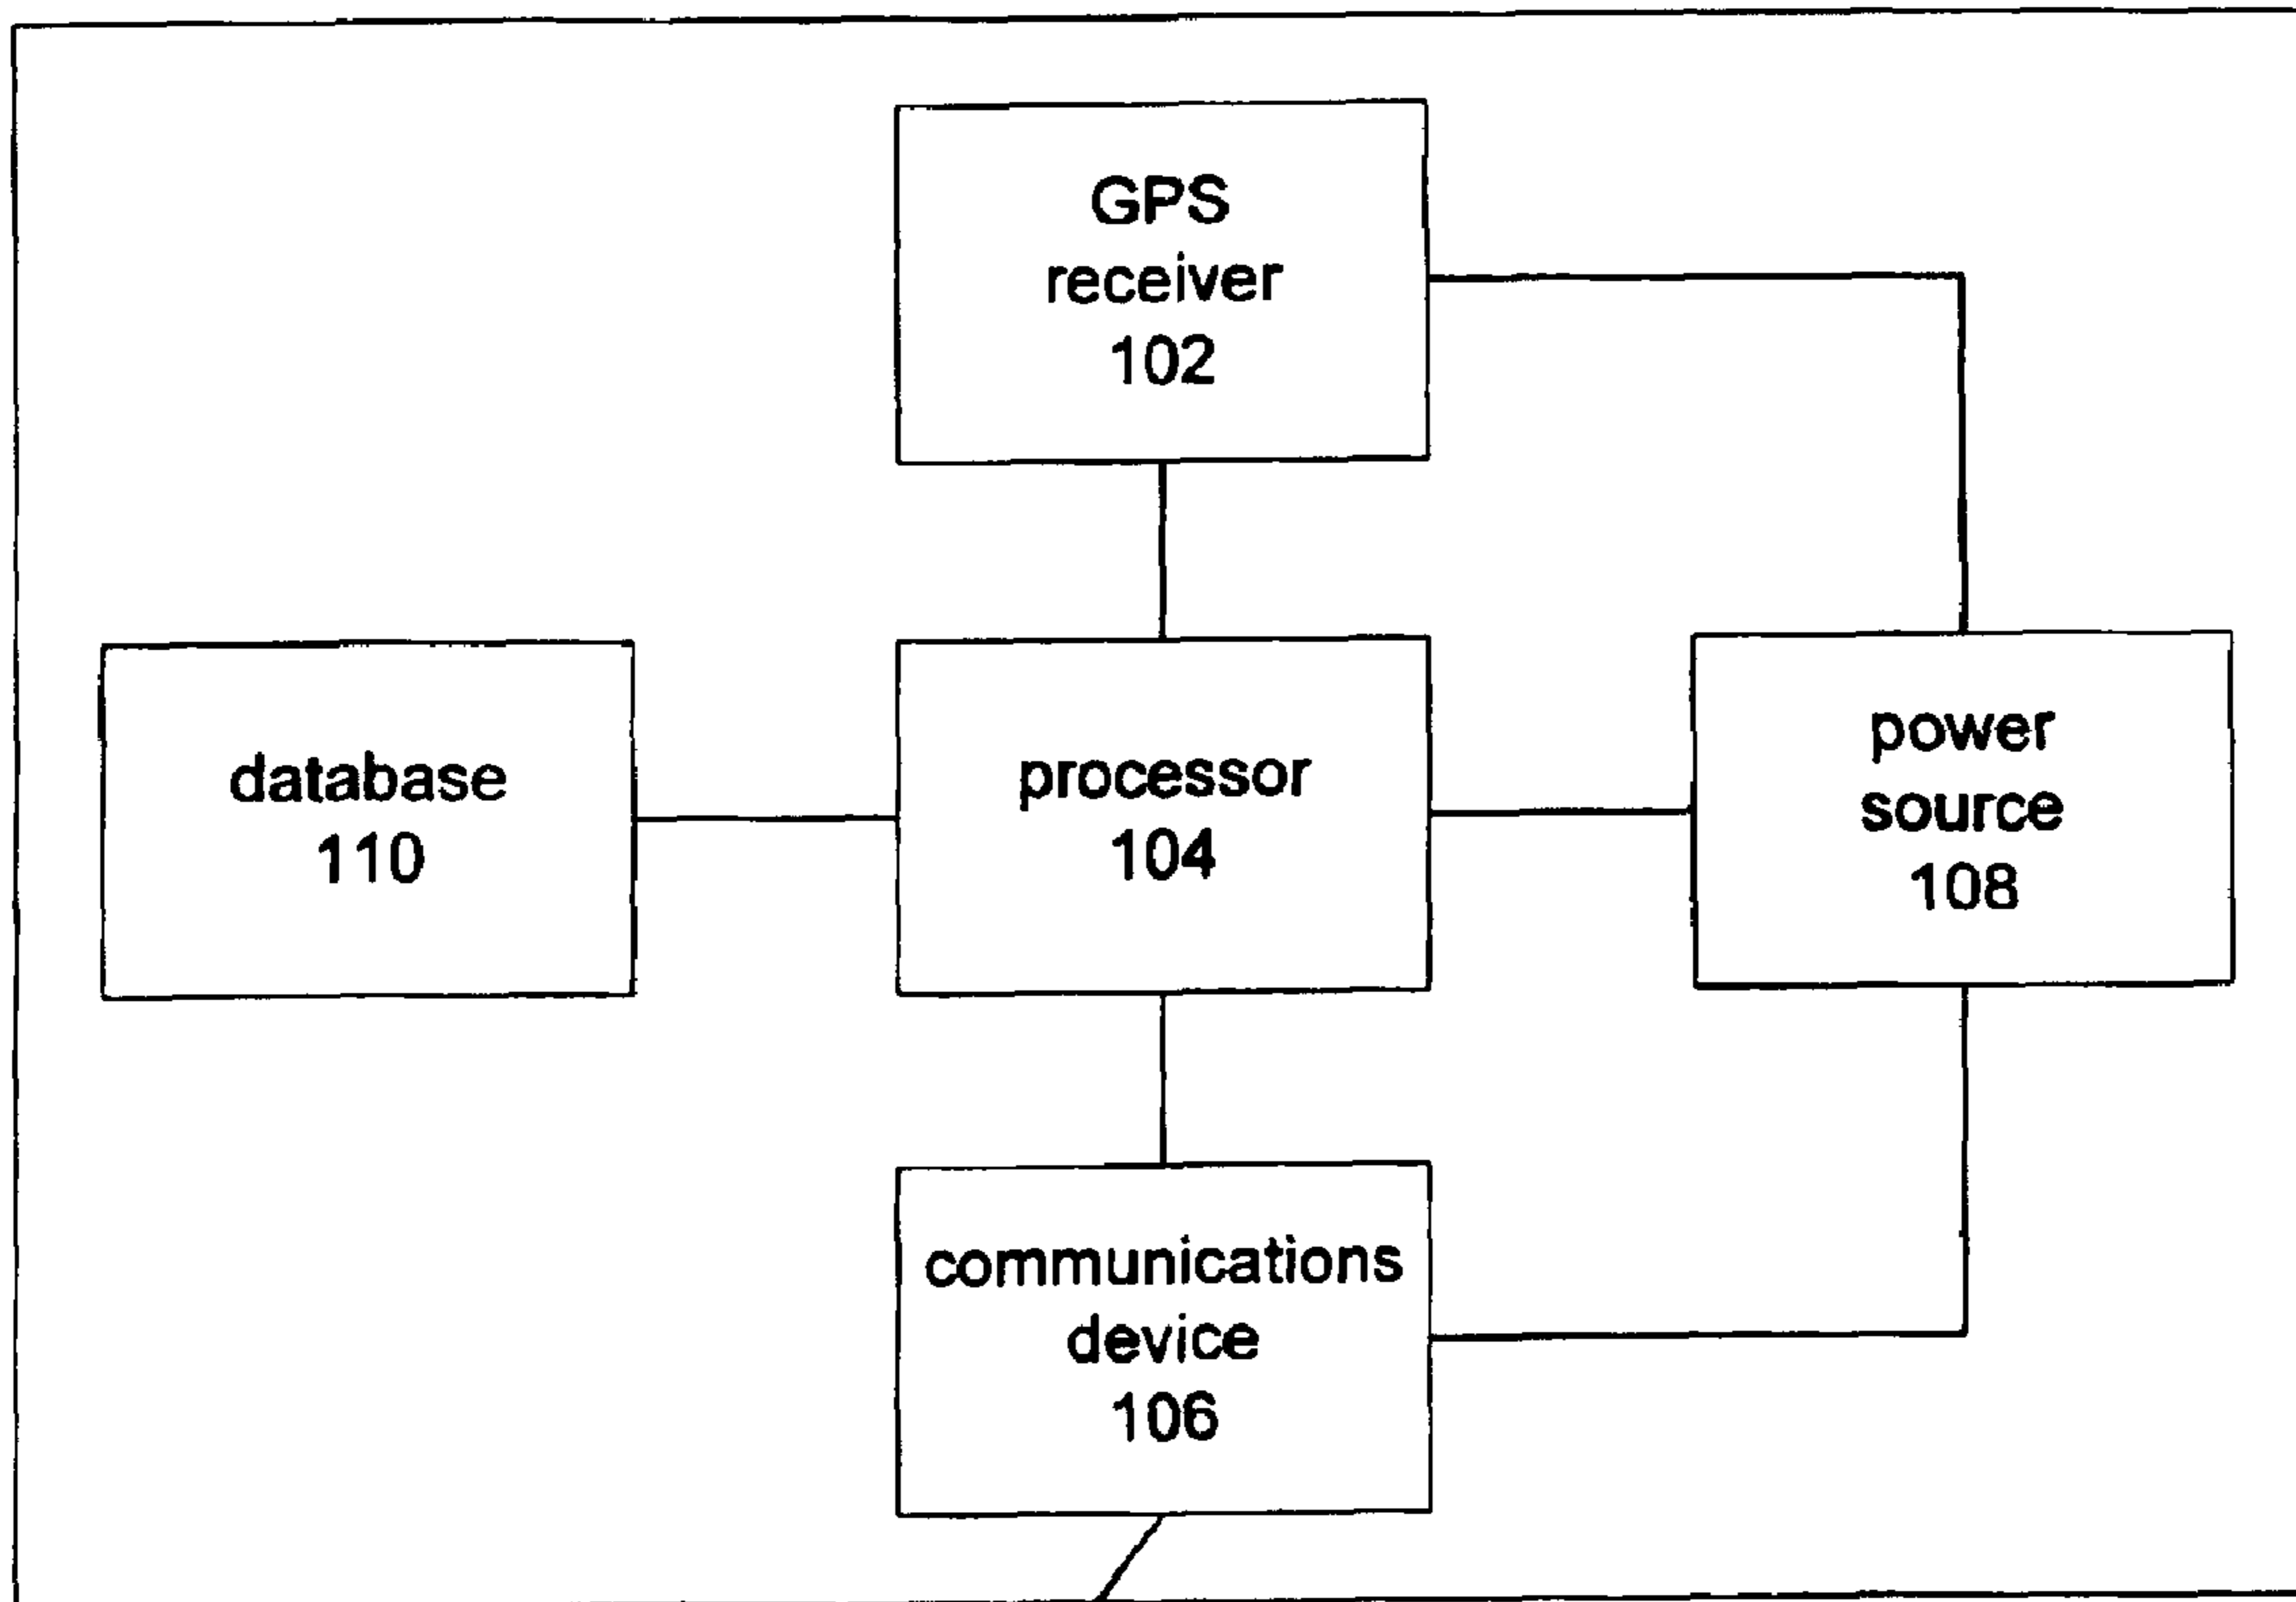 GPS
receiver
102
database
110
processor
104
power
source
108
communications
device
106